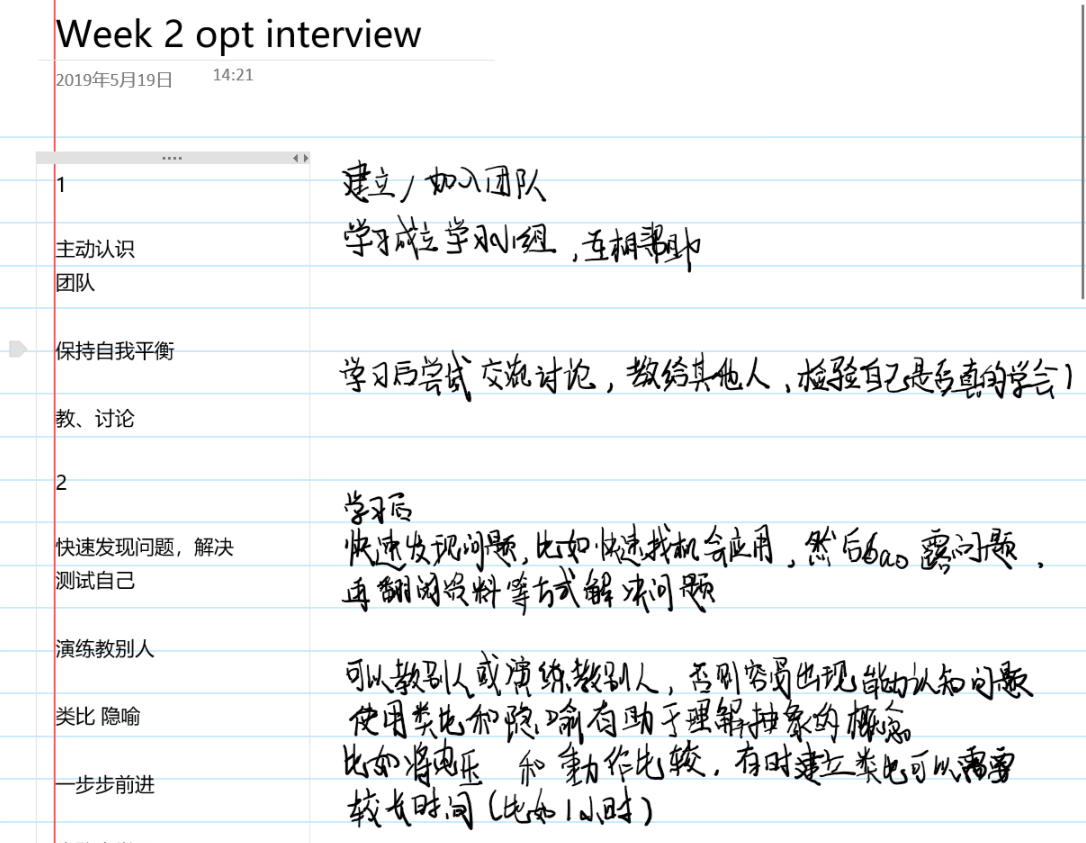 Week 2 opt interview
2019年5月19日 14:21
1
建立/加入团队
学习成立学习小组,互相帮助
主动认识
团队
保持自我平衡
学习后尝试交流讨论,教给其他人,检验自己是否真的学会了
教、讨论
2
学习后
快速发现问题,比如快速找机会应用,然后bao露问题,
快速发现问题,解决
再翻阅资料等方式解决问题
测试自己
演练教别人
可以教别人或演练教别人,否则容易出现能力认知问题
使用类比和隐喻有助于理解抽象的概念
类比 隐喻
比如将电压 和重力作比较,有时建立类比可以需要
一步步前进
较长时间(比如1小时)